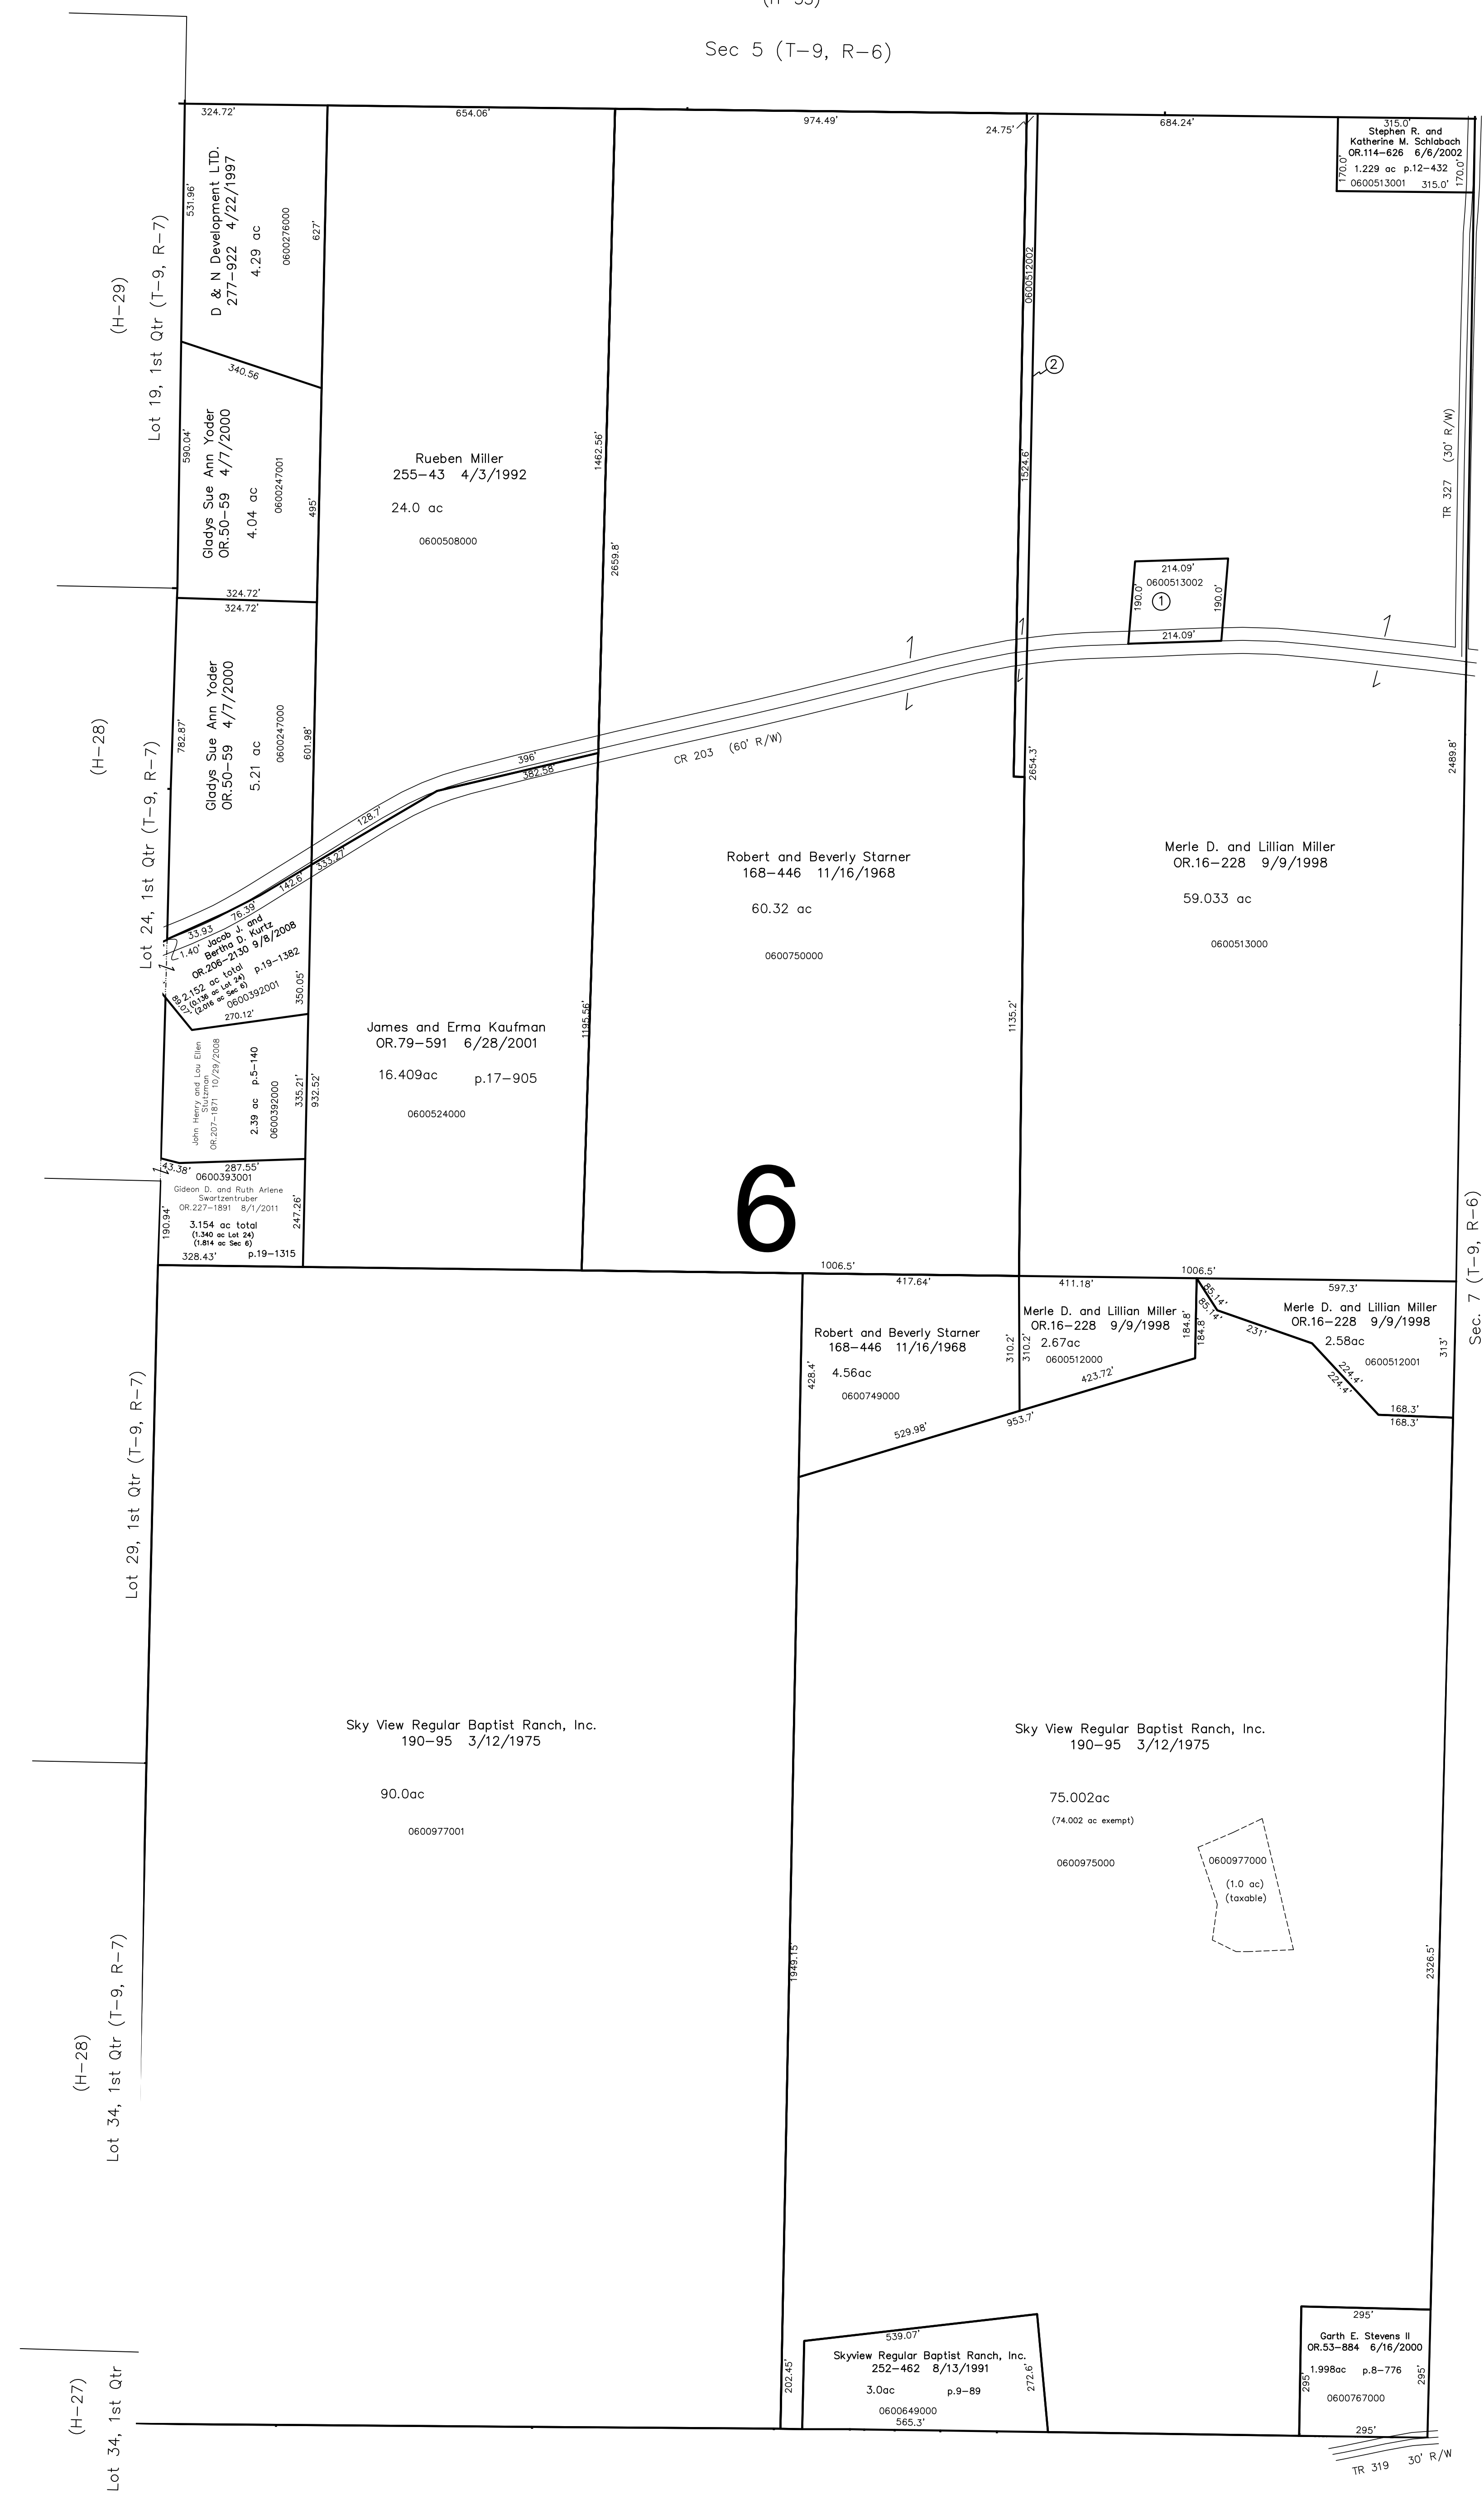 Sec 5 (T-9, R-6)
324.72'
654.06'
974.49'
24.75'
684.24'
315.0'
Stephen R. and
Katherine M. Schlabach
OR.114-626 6/6/2002
1.229 ac p.12-432
0600513001 315.0'
170.0'
170.0'
(H-29)
Lot 19, 1st Qtr (T-9, R-7)
531.96'
D & N Development LTD.
277-922 4/22/1997
4.29 ac
0600276000
627'
340.56
590.04'
Gladys Sue Ann Yoder
OR.50-59 4/7/2000
4.04 ac
0600247001
495'
324.72'
324.72'
Rueben Miller
255-43 4/3/1992
24.0 ac
0600508000
1462.56'
2659.8'
0600512002
2
1524.6'
TR 327 (30' R/W)
214.09'
0600513002
1
190.0'
190.0'
214.09'
(H-28)
Lot 24, 1st Qtr (T-9, R-7)
782.87'
Gladys Sue Ann Yoder
OR.50-59 4/7/2000
5.21 ac
0600247000
601.98'
396'
382.58'
128.7'
333.27'
142.6'
76.39'
33.93
1.40'
CR 203 (60' R/W)
2654.3'
2489.8'
Jacob J. and
Bertha D. Kurtz
OR.206-2130 9/8/2008
2.152 ac total p.19-1382
(0.136 ac Lot 24)
(2.016 ac Sec 6)
0600392001
89.07'
350.05'
270.12'
Robert and Beverly Starner
168-446 11/16/1968
60.32 ac
0600750000
Merle D. and Lillian Miller
OR.16-228 9/9/1998
59.033 ac
0600513000
James and Erma Kaufman
OR.79-591 6/28/2001
16.409ac p.17-905
0600524000
1195.56'
1135.2'
John Henry and Lou Ellen
Stutzman
OR.207-1871 10/29/2008
2.39 ac p.5-140
0600392000
335.21'
932.52'
43.38'
287.55'
0600393001
Gideon D. and Ruth Arlene
Swartzentruber
OR.227-1891 8/1/2011
3.154 ac total
(1.340 ac Lot 24)
(1.814 ac Sec 6)
328.43' p.19-1315
190.94'
247.26'
6
Sec. 7 (T-9, R-6)
1006.5'
1006.5'
417.64'
411.18'
597.3'
Robert and Beverly Starner
168-446 11/16/1968
4.56ac
0600749000
428.4'
310.2'
310.2'
Merle D. and Lillian Miller
OR.16-228 9/9/1998
2.67ac
0600512000
184.8'
184.8'
423.72'
529.98'
953.7'
85.14'
85.14'
231'
Merle D. and Lillian Miller
OR.16-228 9/9/1998
2.58ac
0600512001
313'
224.4'
224.4'
168.3'
168.3'
Lot 29, 1st Qtr (T-9, R-7)
Sky View Regular Baptist Ranch, Inc.
190-95 3/12/1975
90.0ac
0600977001
Sky View Regular Baptist Ranch, Inc.
190-95 3/12/1975
75.002ac
(74.002 ac exempt)
0600975000
0600977000
(1.0 ac)
(taxable)
1949.15'
2326.5'
(H-28)
Lot 34, 1st Qtr (T-9, R-7)
539.07'
Skyview Regular Baptist Ranch, Inc.
252-462 8/13/1991
3.0ac p.9-89
0600649000
565.3'
202.45'
272.6'
295'
Garth E. Stevens II
OR.53-884 6/16/2000
1.998ac p.8-776
0600767000
295'
295'
295'
(H-27)
Lot 34, 1st Qtr
TR 319 30' R/W